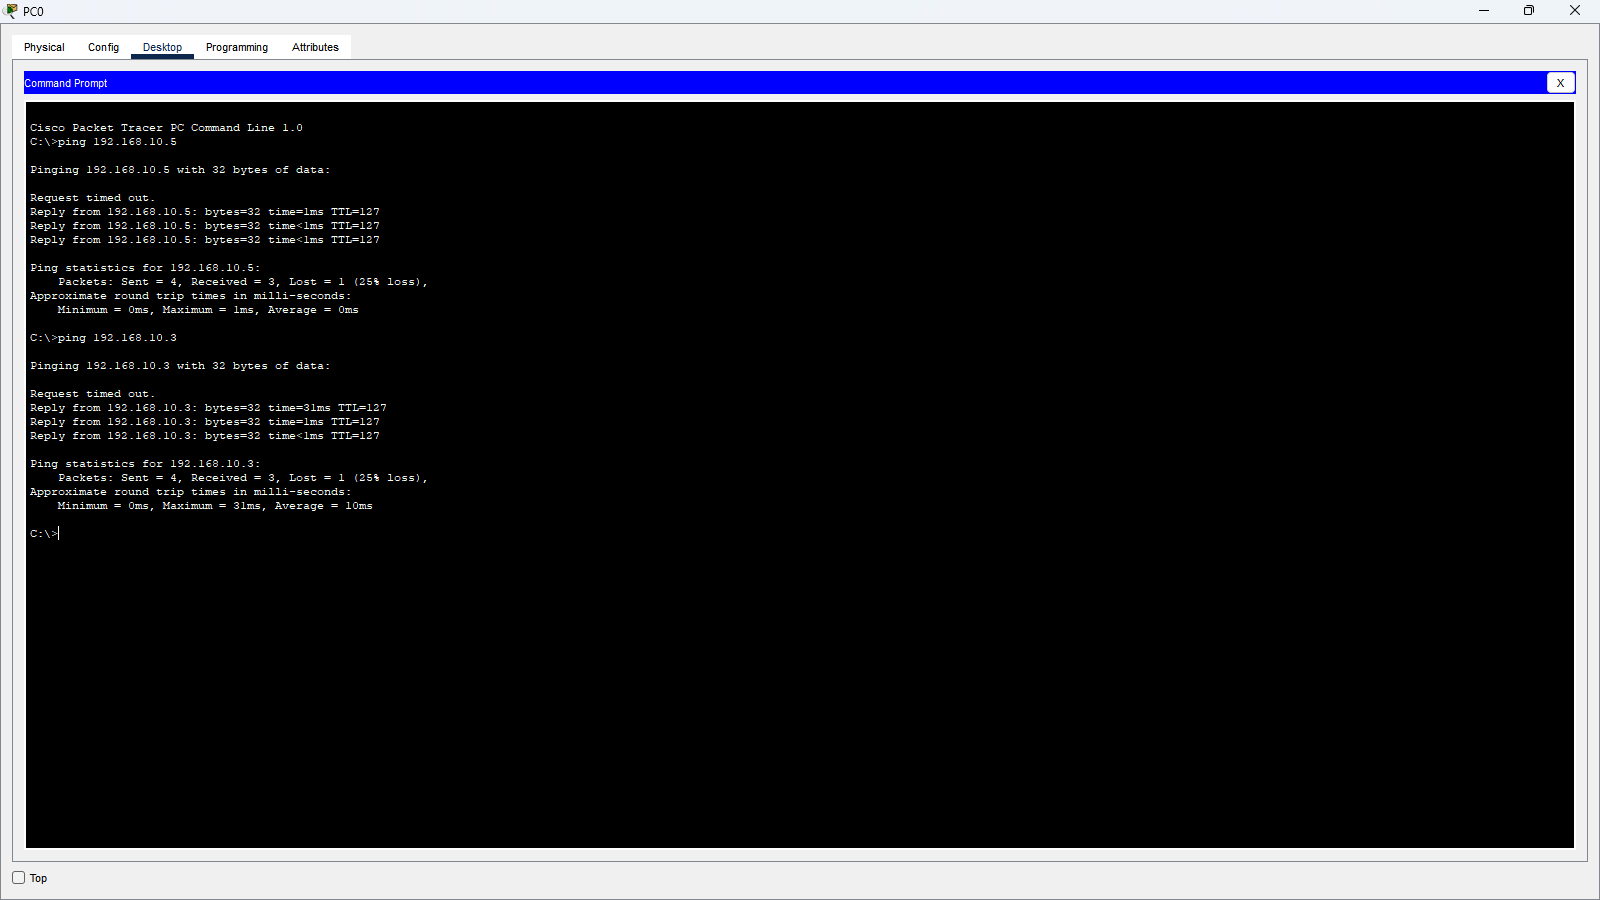 PC0
Physical Config Desktop Programming Attributes
Command Prompt X
Cisco Packet Tracer PC Command Line 1.0
C:\>ping 192.168.10.5
Pinging 192.168.10.5 with 32 bytes of data:
Request timed out.
Reply from 192.168.10.5: bytes=32 time=1ms TTL=127
Reply from 192.168.10.5: bytes=32 time<1ms TTL=127
Reply from 192.168.10.5: bytes=32 time<1ms TTL=127
Ping statistics for 192.168.10.5:
Packets: Sent = 4, Received = 3, Lost = 1 (25% loss),
Approximate round trip times in milli-seconds:
Minimum = 0ms, Maximum = 1ms, Average = 0ms
C:\>ping 192.168.10.3
Pinging 192.168.10.3 with 32 bytes of data:
Request timed out.
Reply from 192.168.10.3: bytes=32 time=31ms TTL=127
Reply from 192.168.10.3: bytes=32 time=1ms TTL=127
Reply from 192.168.10.3: bytes=32 time<1ms TTL=127
Ping statistics for 192.168.10.3:
Packets: Sent = 4, Received = 3, Lost = 1 (25% loss),
Approximate round trip times in milli-seconds:
Minimum = 0ms, Maximum = 31ms, Average = 10ms
C:\>
Top